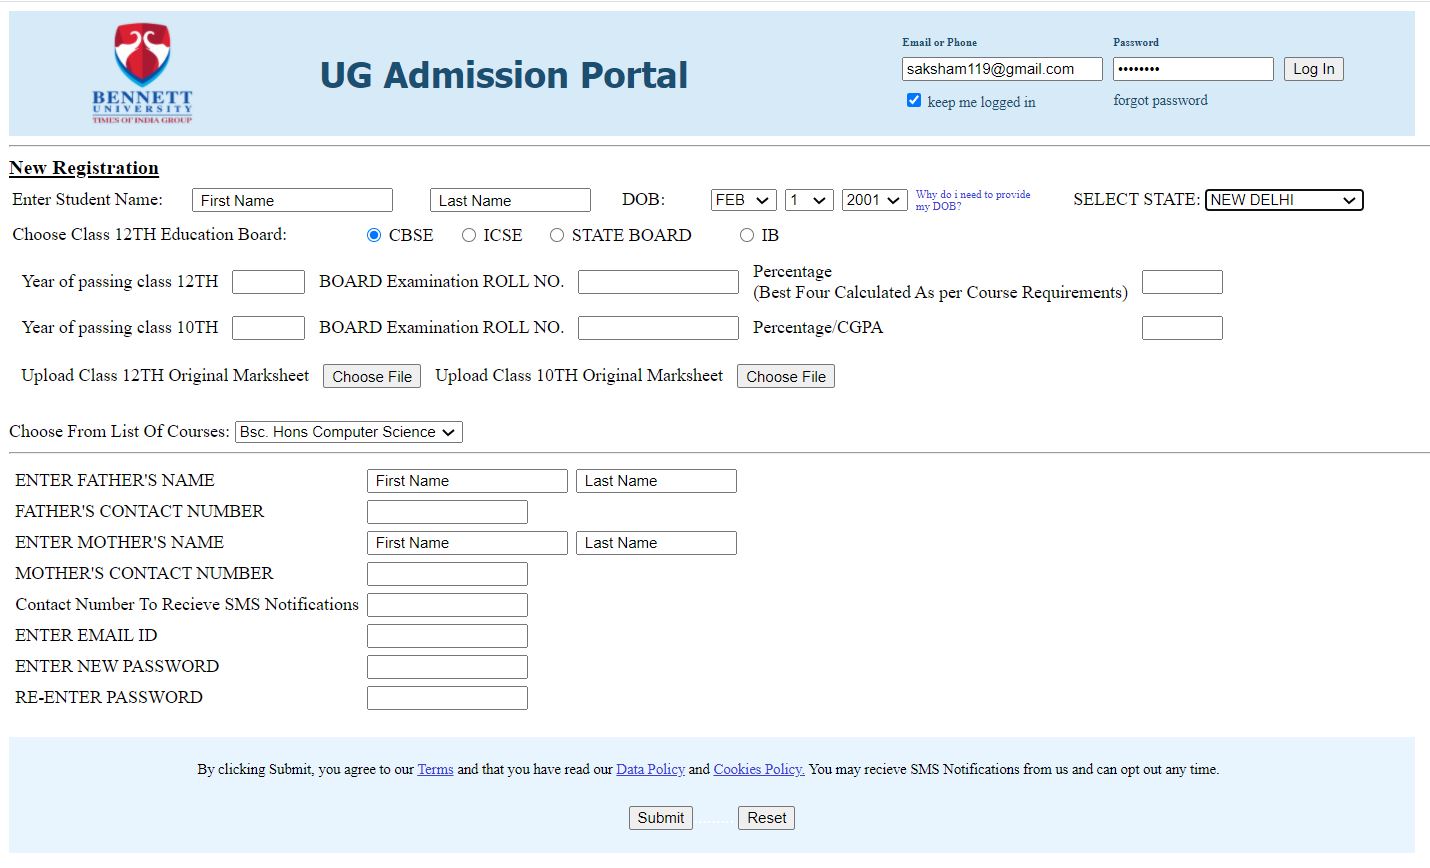 BENNETT
UNIVERSITY
TIMES OF INDIA GROUP
UG Admission Portal
Email or Phone Password
saksham119@gmail.com •••••••• Log In
keep me logged in forgot password
New Registration
Enter Student Name: First Name Last Name DOB: FEB 1 2001 Why do i need to provide
my DOB?
SELECT STATE: NEW DELHI
Choose Class 12TH Education Board: CBSE ICSE STATE BOARD IB
Year of passing class 12TH BOARD Examination ROLL NO. Percentage
(Best Four Calculated As per Course Requirements)
Year of passing class 10TH BOARD Examination ROLL NO. Percentage/CGPA
Upload Class 12TH Original Marksheet Choose File Upload Class 10TH Original Marksheet Choose File
Choose From List Of Courses: Bsc. Hons Computer Science
ENTER FATHER'S NAME First Name Last Name
FATHER'S CONTACT NUMBER
ENTER MOTHER'S NAME First Name Last Name
MOTHER'S CONTACT NUMBER
Contact Number To Recieve SMS Notifications
ENTER EMAIL ID
ENTER NEW PASSWORD
RE-ENTER PASSWORD
By clicking Submit, you agree to our Terms and that you have read our Data Policy and Cookies Policy. You may recieve SMS Notifications from us and can opt out any time.
Submit ......... Reset